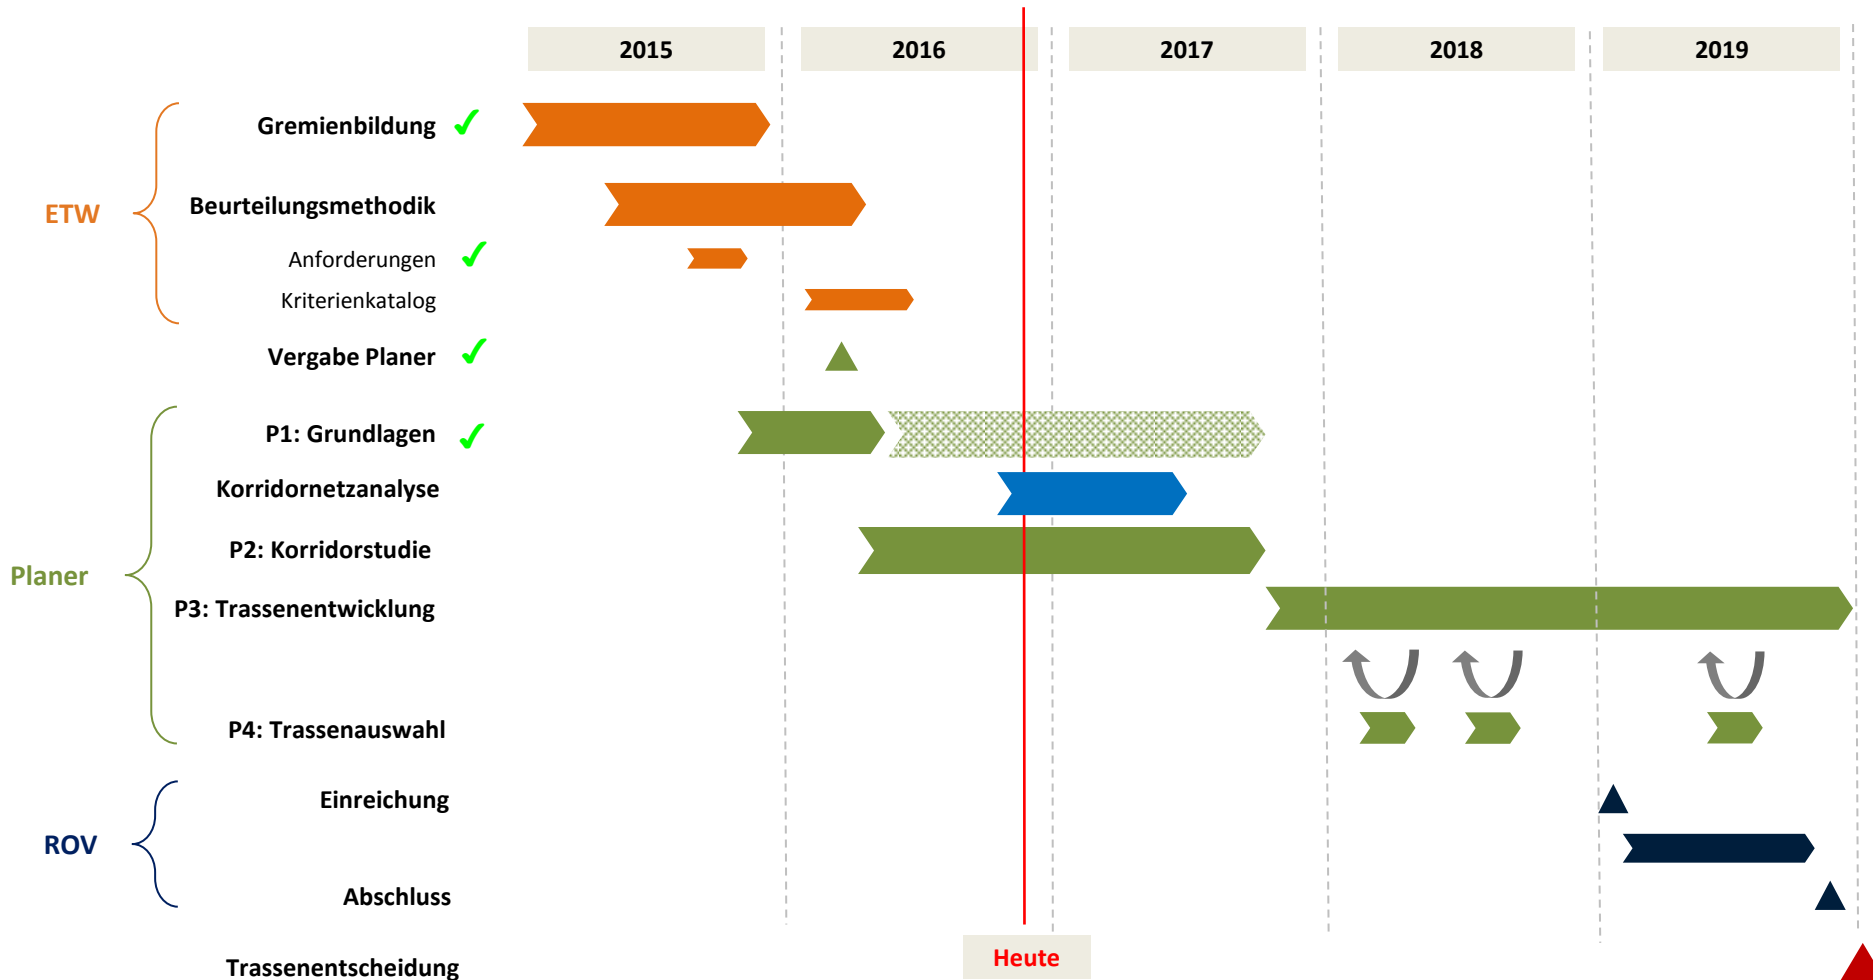 2015 2016 2017 2018 2019
Gremienbildung
ETW
Beurteilungsmethodik
Anforderungen
Kriterienkatalog
Vergabe Planer
P1: Grundlagen
Korridornetzanalyse
P2: Korridorstudie
Planer
P3: Trassenentwicklung
P4: Trassenauswahl
Einreichung
ROV
Abschluss
Heute
Trassenentscheidung